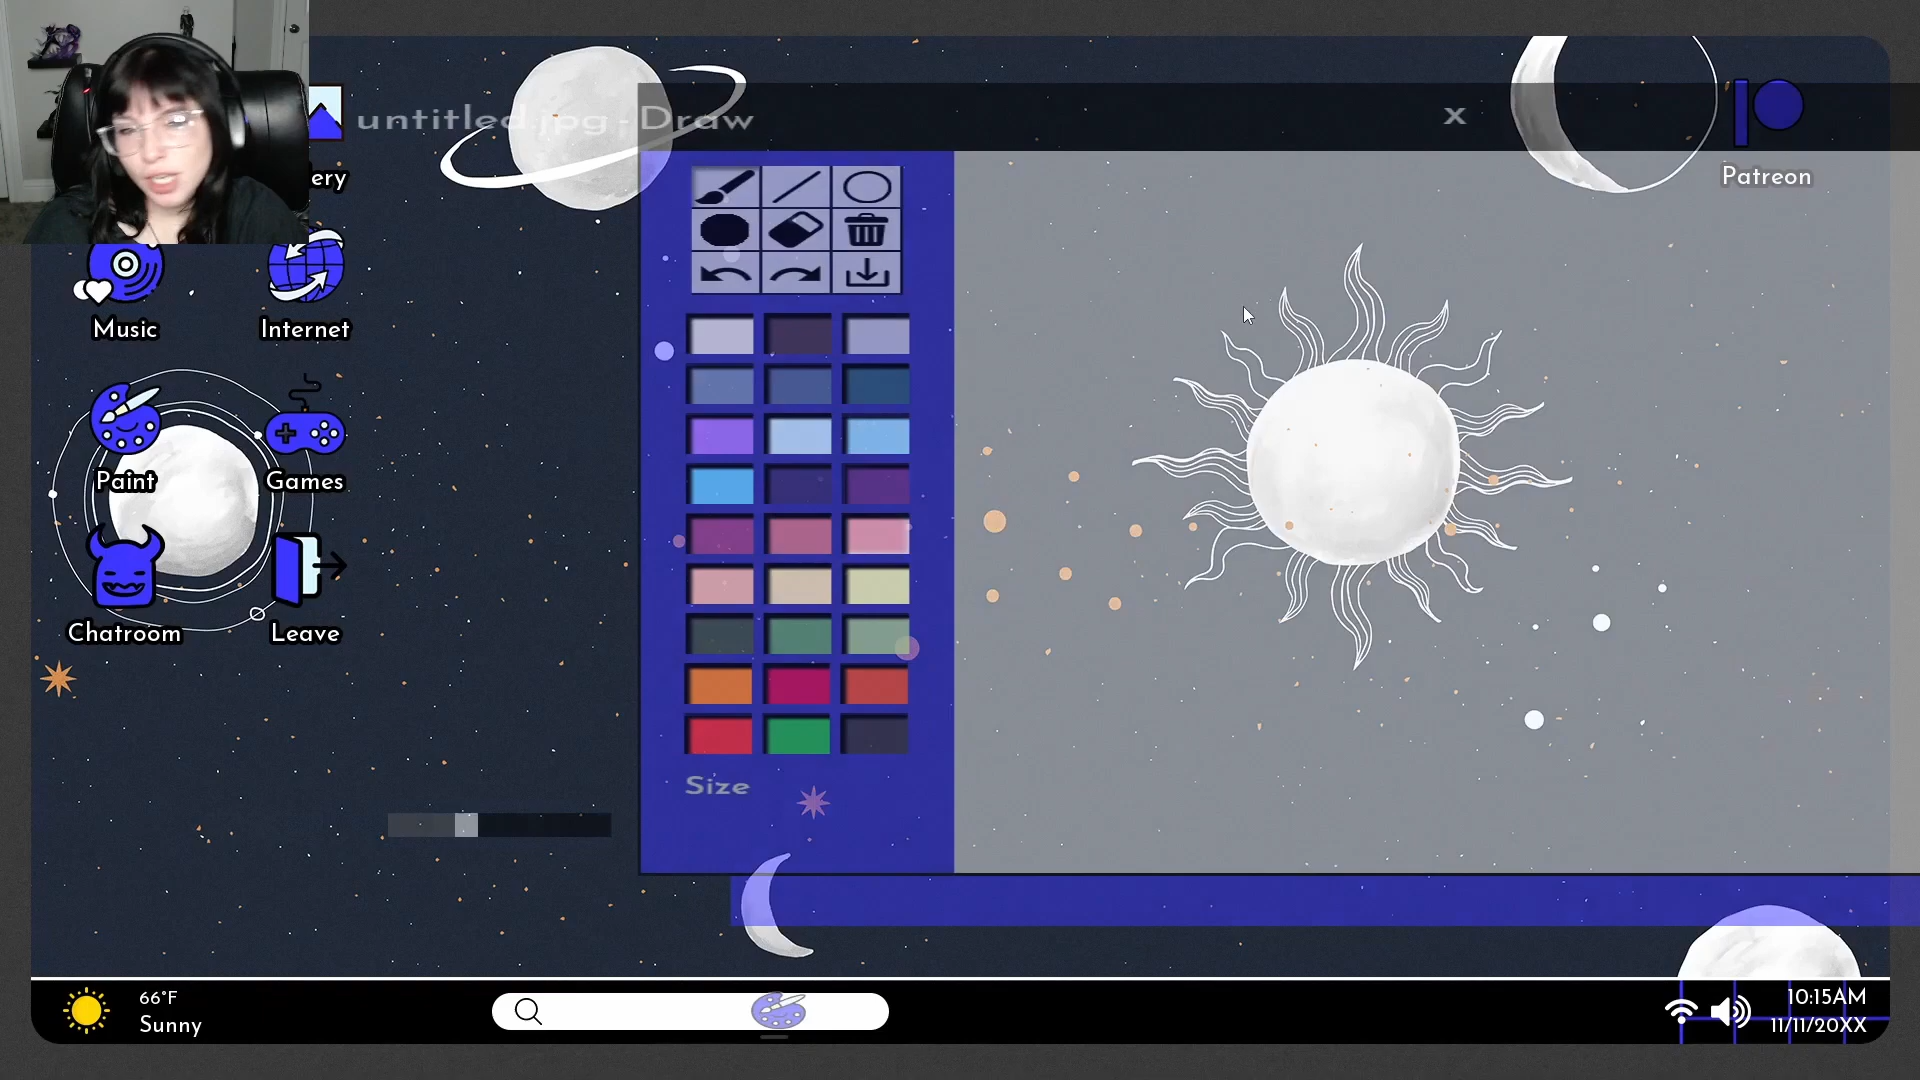 untitled.jpg - Draw
x
Patreon
ery
Music
Internet
Paint
Games
Chatroom
Leave
Size
66°F
Sunny
10:15AM
11/11/20XX